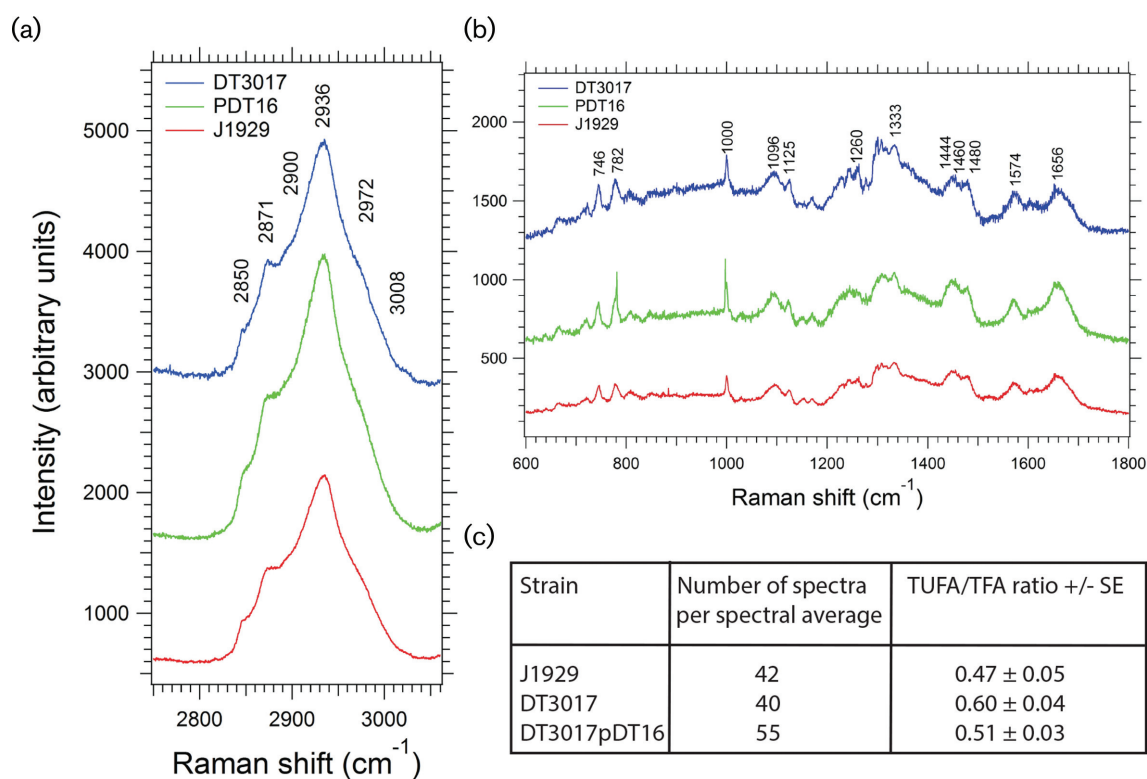 (a)
DT3017
PDT16
J1929
2936
2900
2972
2871
2850
3008
5000
4000
3000
2000
1000
Intensity (arbitrary units)
2800
2900
3000
Raman shift (cm⁻¹)
(b)
DT3017
PDT16
J1929
2000
1500
1000
500
746
782
1000
1096
1125
1260
1333
1444
1460
1480
1574
1656
600
800
1000
1200
1400
1600
1800
Raman shift (cm⁻¹)
(c)
Strain
Number of spectra
per spectral average
TUFA/TFA ratio +/- SE
J1929 42 0.47 ± 0.05
DT3017 40 0.60 ± 0.04
DT3017pDT16 55 0.51 ± 0.03